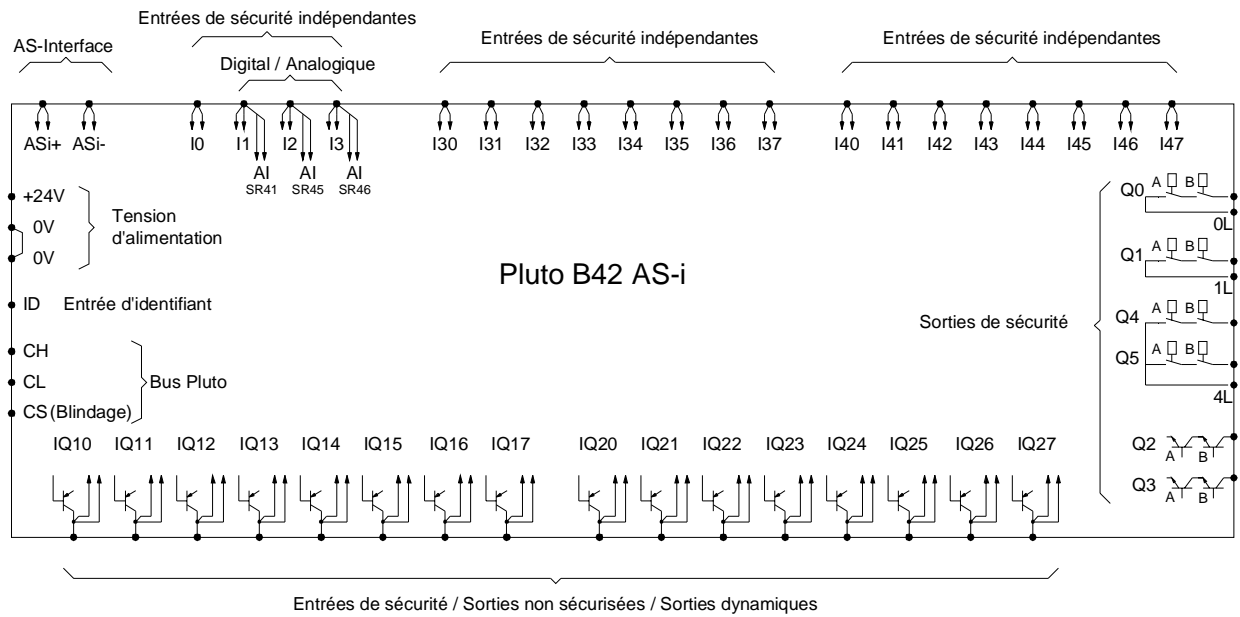 Entrées de sécurité indépendantes
AS-Interface
Entrées de sécurité indépendantes
Entrées de sécurité indépendantes
Digital / Analogique
ASi+ ASi- I0 I1 I2 I3 I30 I31 I32 I33 I34 I35 I36 I37 I40 I41 I42 I43 I44 I45 I46 I47
AI AI AI
SR41 SR45 SR46
+24V
0V
0V
Tension
d'alimentation
Q0 A B
0L
Q1 A B
1L
Pluto B42 AS-i
ID Entrée d'identifiant
Sorties de sécurité
Q4 A B
Q5 A B
4L
CH
CL
CS (Blindage)
Bus Pluto
IQ10 IQ11 IQ12 IQ13 IQ14 IQ15 IQ16 IQ17 IQ20 IQ21 IQ22 IQ23 IQ24 IQ25 IQ26 IQ27
Q2 A B
Q3 A B
Entrées de sécurité / Sorties non sécurisées / Sorties dynamiques